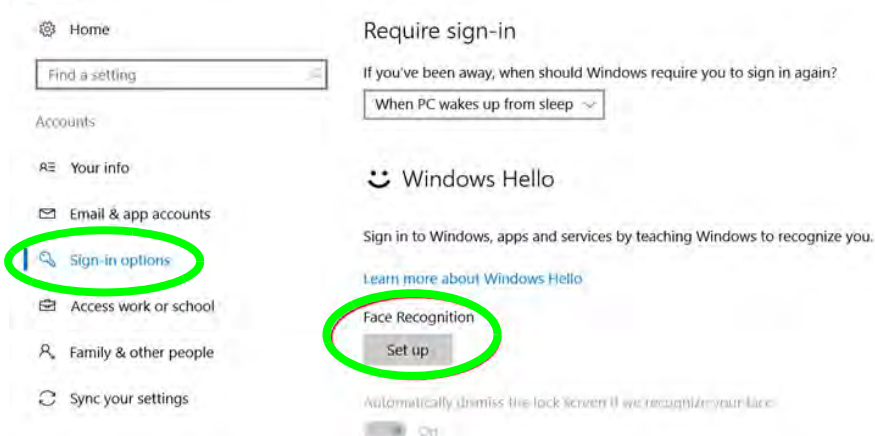 Home
Find a setting
Accounts
Your info
Email & app accounts
Sign-in options
Access work or school
Family & other people
Sync your settings
Require sign-in
If you've been away, when should Windows require you to sign in again?
When PC wakes up from sleep
Windows Hello
Sign in to Windows, apps and services by teaching Windows to recognize you.
Learn more about Windows Hello
Face Recognition
Set up
Automatically dismiss the lock screen if we recognize your face
On